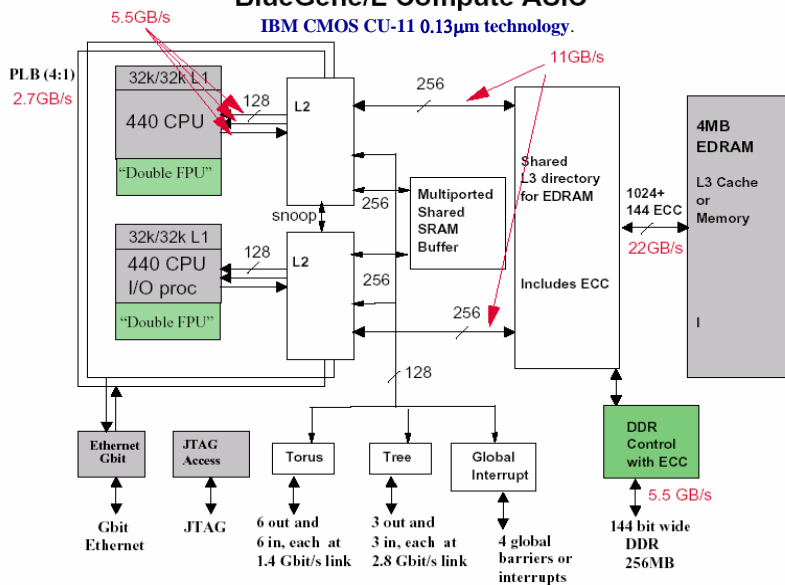 BlueGene/L Compute ASIC
IBM CMOS CU-11 0.13µm technology.
5.5GB/s
11GB/s
PLB (4:1)
2.7GB/s
32k/32k L1
440 CPU
"Double FPU"
128
L2
256
snoop
256
Multiported
Shared
SRAM
Buffer
Shared
L3 directory
for EDRAM
Includes ECC
1024+
144 ECC
22GB/s
4MB
EDRAM
L3 Cache
or
Memory
l
32k/32k L1
440 CPU
I/O proc
"Double FPU"
128
L2
256
256
128
Ethernet
Gbit
JTAG
Access
Torus
Tree
Global
Interrupt
DDR
Control
with ECC
5.5 GB/s
Gbit
Ethernet
JTAG
6 out and
6 in, each at
1.4 Gbit/s link
3 out and
3 in, each at
2.8 Gbit/s link
4 global
barriers or
interrupts
144 bit wide
DDR
256MB